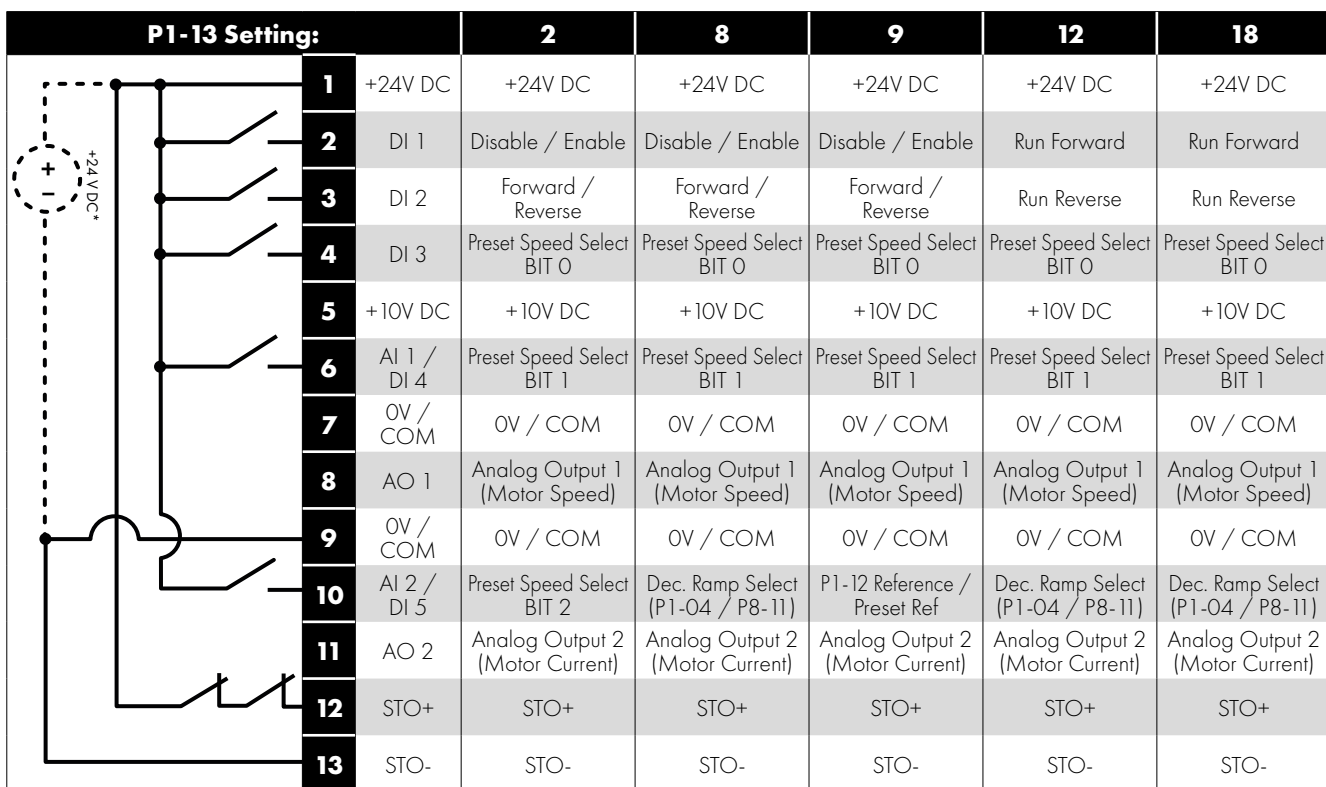 P1-13 Setting: 2 8 9 12 18
1 +24V DC +24V DC +24V DC +24V DC +24V DC +24V DC
2 DI 1 Disable / Enable Disable / Enable Disable / Enable Run Forward Run Forward
+
−
+24 V DC*
3 DI 2 Forward / Reverse Forward / Reverse Forward / Reverse Run Reverse Run Reverse
4 DI 3 Preset Speed Select BIT 0 Preset Speed Select BIT 0 Preset Speed Select BIT 0 Preset Speed Select BIT 0 Preset Speed Select BIT 0
5 +10V DC +10V DC +10V DC +10V DC +10V DC +10V DC
6 AI 1 / DI 4 Preset Speed Select BIT 1 Preset Speed Select BIT 1 Preset Speed Select BIT 1 Preset Speed Select BIT 1 Preset Speed Select BIT 1
7 0V / COM 0V / COM 0V / COM 0V / COM 0V / COM 0V / COM
8 AO 1 Analog Output 1 (Motor Speed) Analog Output 1 (Motor Speed) Analog Output 1 (Motor Speed) Analog Output 1 (Motor Speed) Analog Output 1 (Motor Speed)
9 0V / COM 0V / COM 0V / COM 0V / COM 0V / COM 0V / COM
10 AI 2 / DI 5 Preset Speed Select BIT 2 Dec. Ramp Select (P1-04 / P8-11) P1-12 Reference / Preset Ref Dec. Ramp Select (P1-04 / P8-11) Dec. Ramp Select (P1-04 / P8-11)
11 AO 2 Analog Output 2 (Motor Current) Analog Output 2 (Motor Current) Analog Output 2 (Motor Current) Analog Output 2 (Motor Current) Analog Output 2 (Motor Current)
12 STO+ STO+ STO+ STO+ STO+ STO+
13 STO- STO- STO- STO- STO- STO-